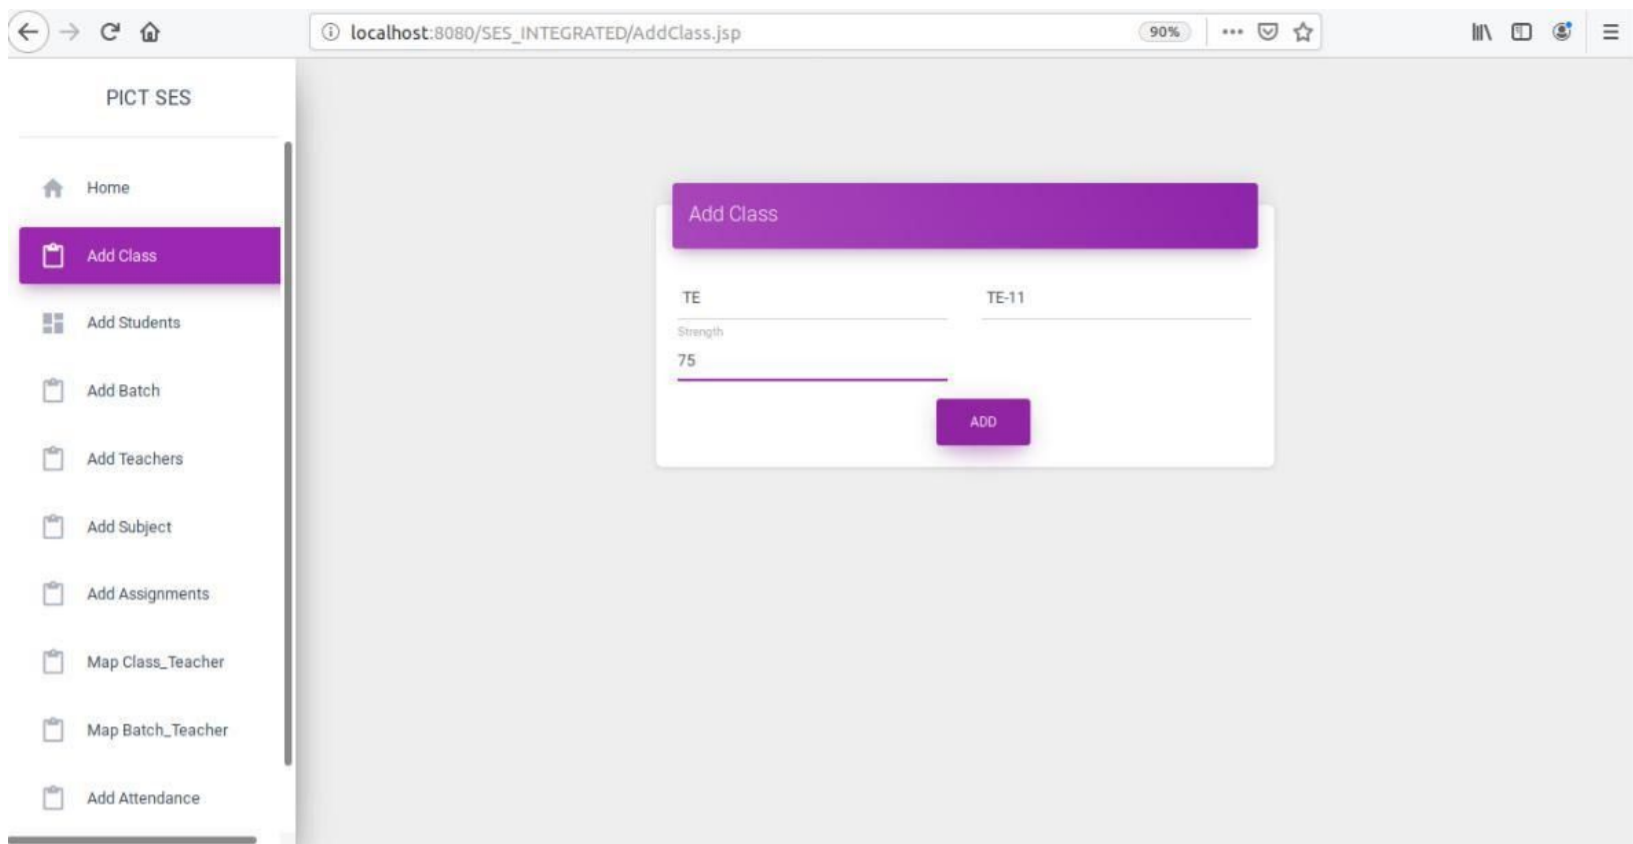 localhost:8080/SES_INTEGRATED/AddClass.jsp
90%
PICT SES
Home
Add Class
Add Students
Add Batch
Add Teachers
Add Subject
Add Assignments
Map Class_Teacher
Map Batch_Teacher
Add Attendance
Add Class
TE TE-11
Strength
75
ADD